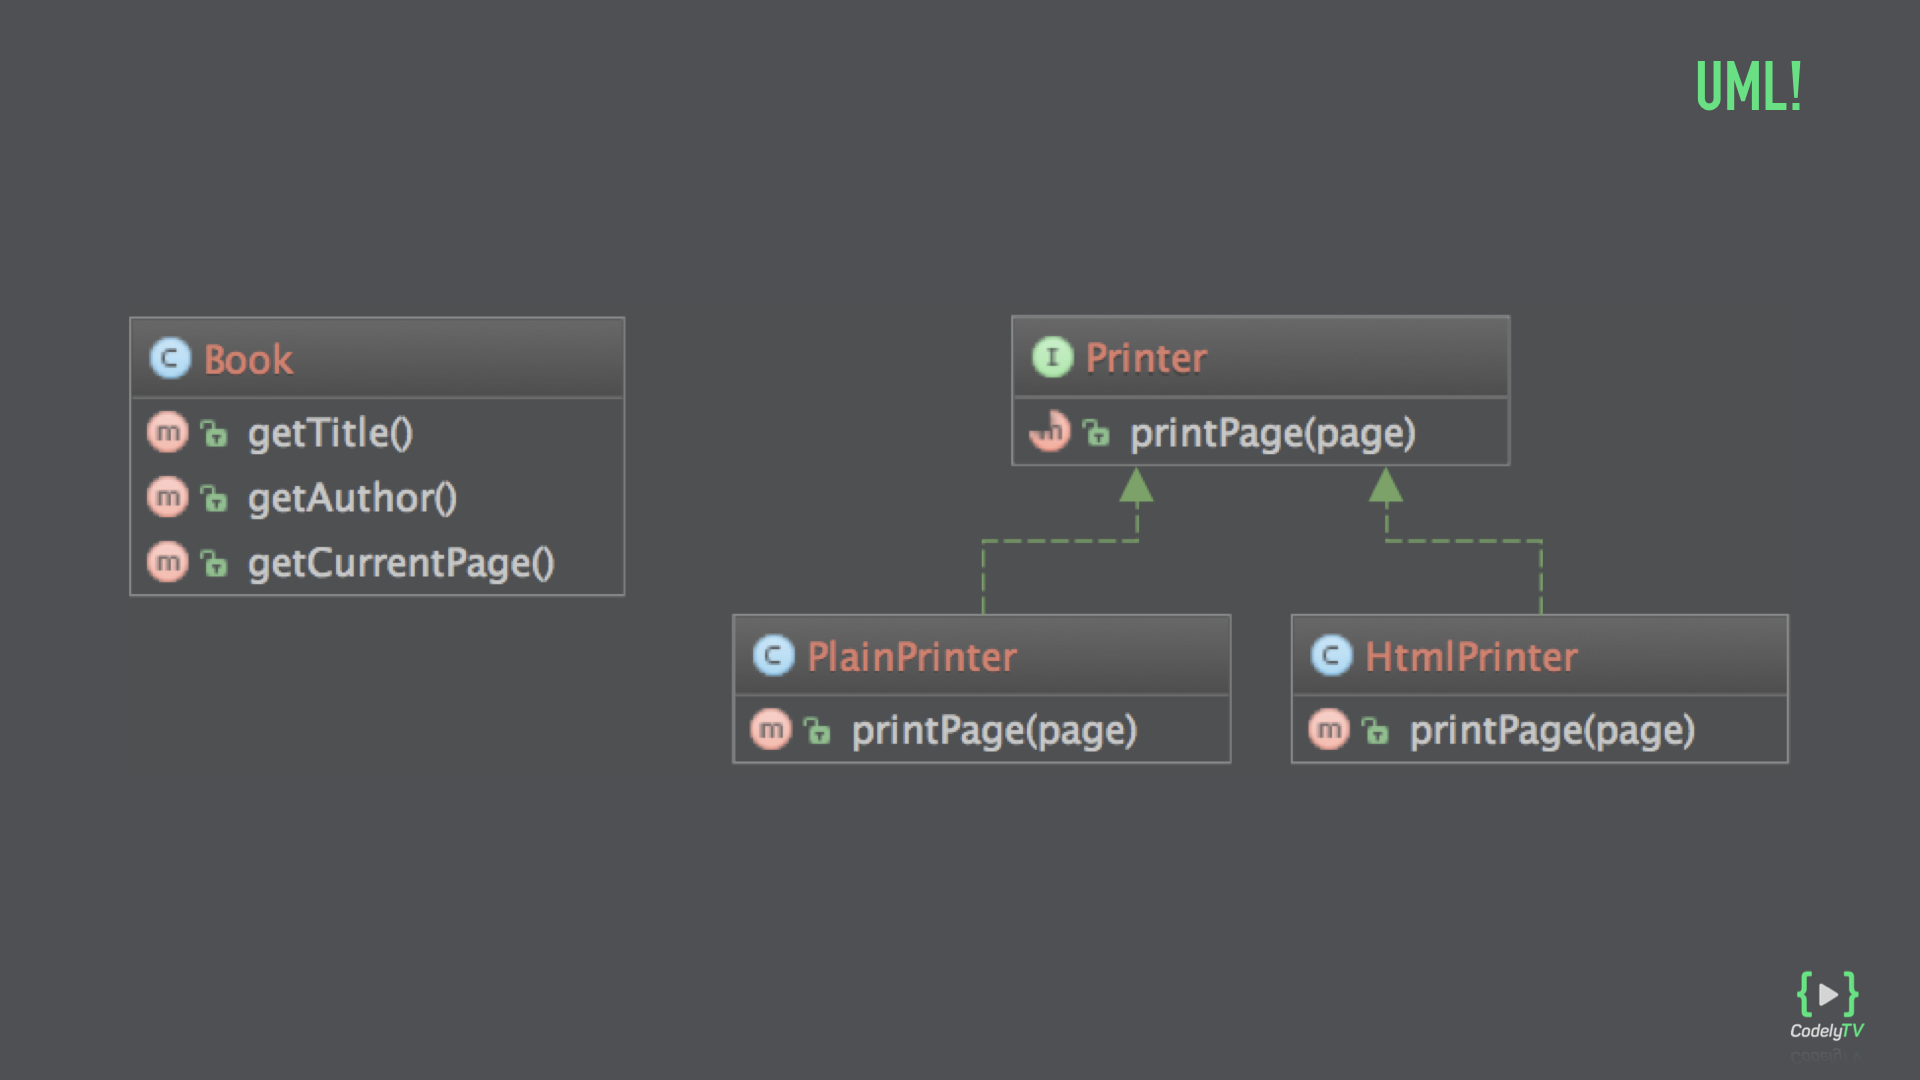 UML!
C Book
m getTitle()
m getAuthor()
m getCurrentPage()
I Printer
m printPage(page)
C PlainPrinter
m printPage(page)
C HtmlPrinter
m printPage(page)
CodelyTV